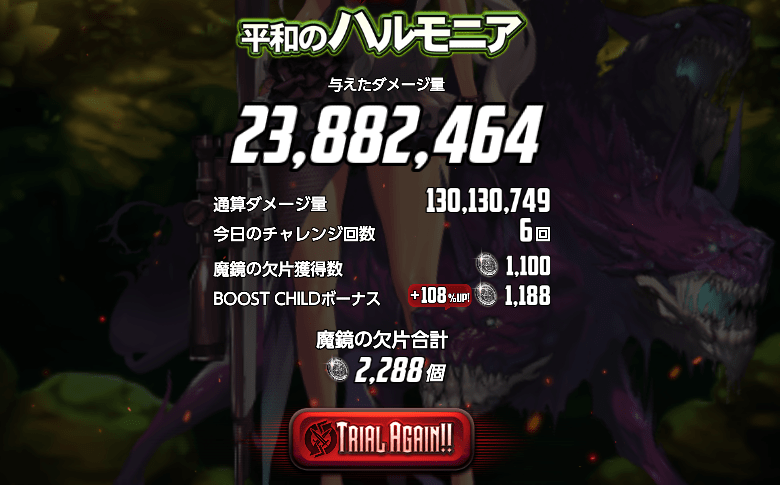 平和のハルモニア
与えたダメージ量
23,882,464
通算ダメージ量 130,130,749
今日のチャレンジ回数 6回
魔鏡の欠片獲得数 1,100
BOOST CHILDボーナス +108%UP! 1,188
魔鏡の欠片合計
2,288個
TRIAL AGAIN!!